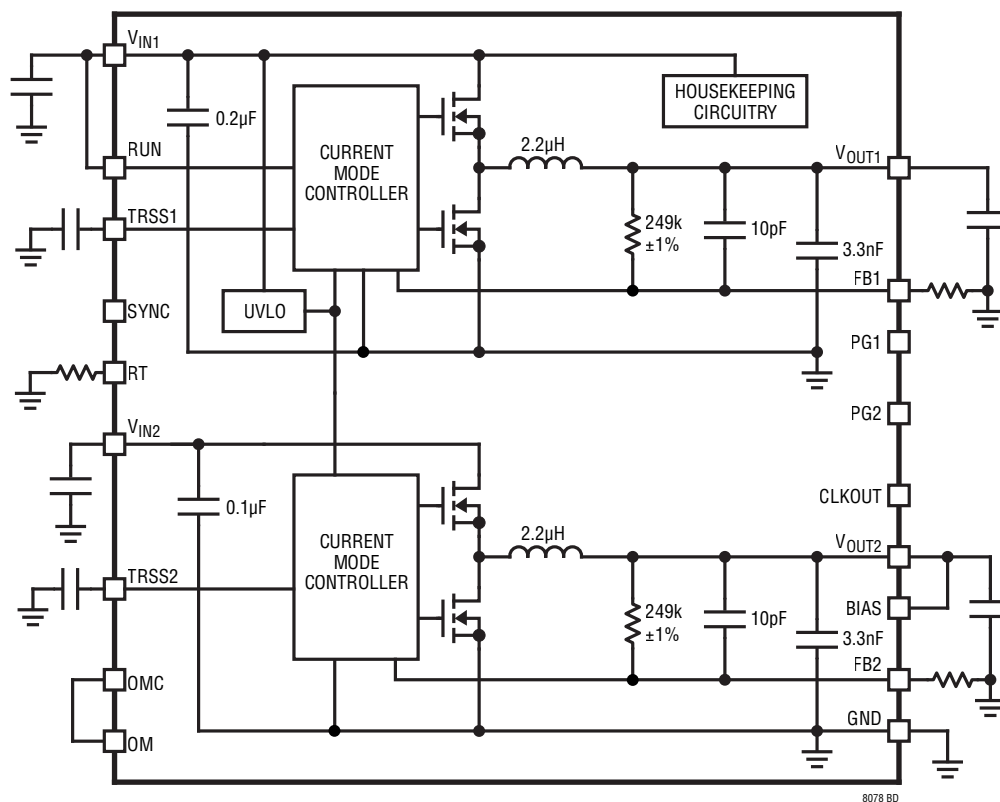 VIN1
HOUSEKEEPING
CIRCUITRY
0.2µF
RUN
CURRENT
MODE
CONTROLLER
2.2µH
VOUT1
TRSS1
249k
±1%
10pF
3.3nF
FB1
SYNC
UVLO
PG1
RT
PG2
VIN2
CLKOUT
0.1µF
CURRENT
MODE
CONTROLLER
2.2µH
VOUT2
TRSS2
BIAS
249k
±1%
10pF
3.3nF
FB2
OMC
GND
OM
8078 BD